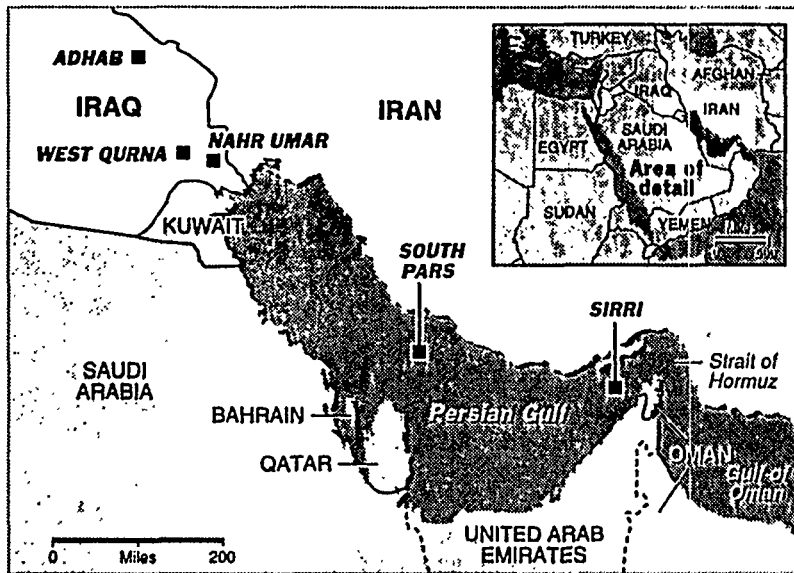 ADHAB
IRAQ
WEST QURNA
NAHR UMAR
IRAN
KUWAIT
SOUTH
PARS
SIRRI
SAUDI
ARABIA
Strait of
Hormuz
BAHRAIN
Persian Gulf
QATAR
OMAN
Gulf of
Oman
UNITED ARAB
EMIRATES
0
Miles
200
TURKEY
AFGHAN
IRAQ
IRAN
SAUDI
ARABIA
EGYPT
Area of
detail
SUDAN
YEMEN